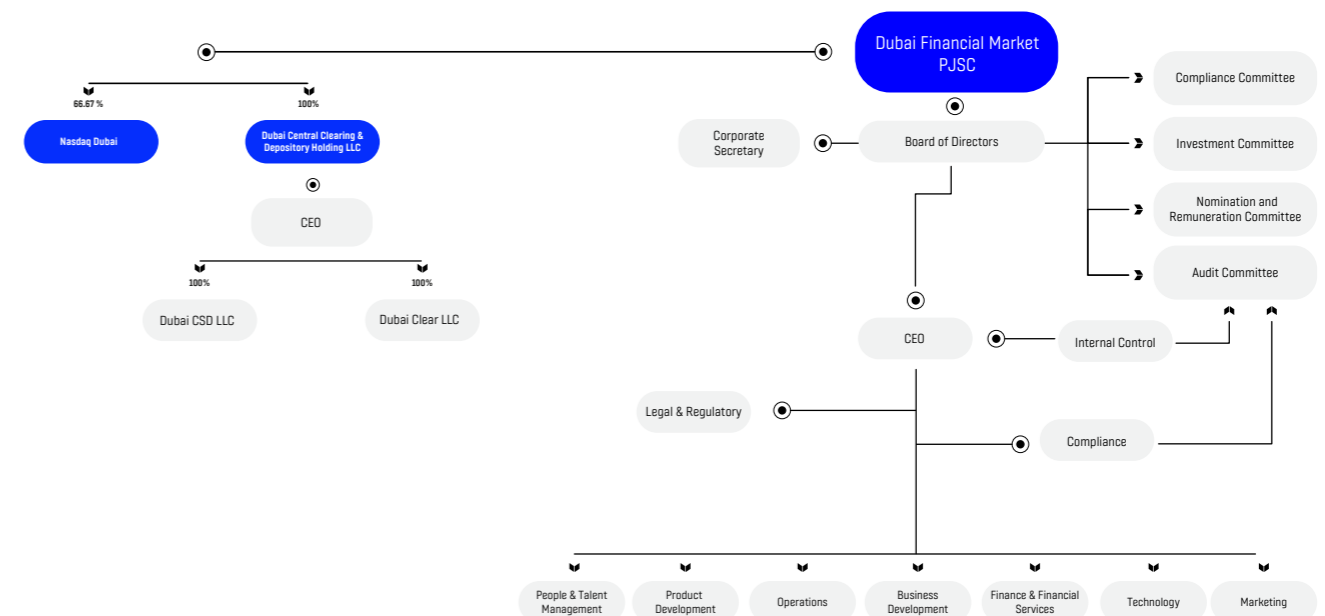 Dubai Financial Market
PJSC
66.67 %
100%
Nasdaq Dubai
Dubai Central Clearing &
Depository Holding LLC
CEO
100%
100%
Dubai CSD LLC
Dubai Clear LLC
Corporate
Secretary
Board of Directors
Compliance Committee
Investment Committee
Nomination and
Remuneration Committee
Audit Committee
CEO
Internal Control
Legal & Regulatory
Compliance
People & Talent
Management
Product
Development
Operations
Business
Development
Finance & Financial
Services
Technology
Marketing